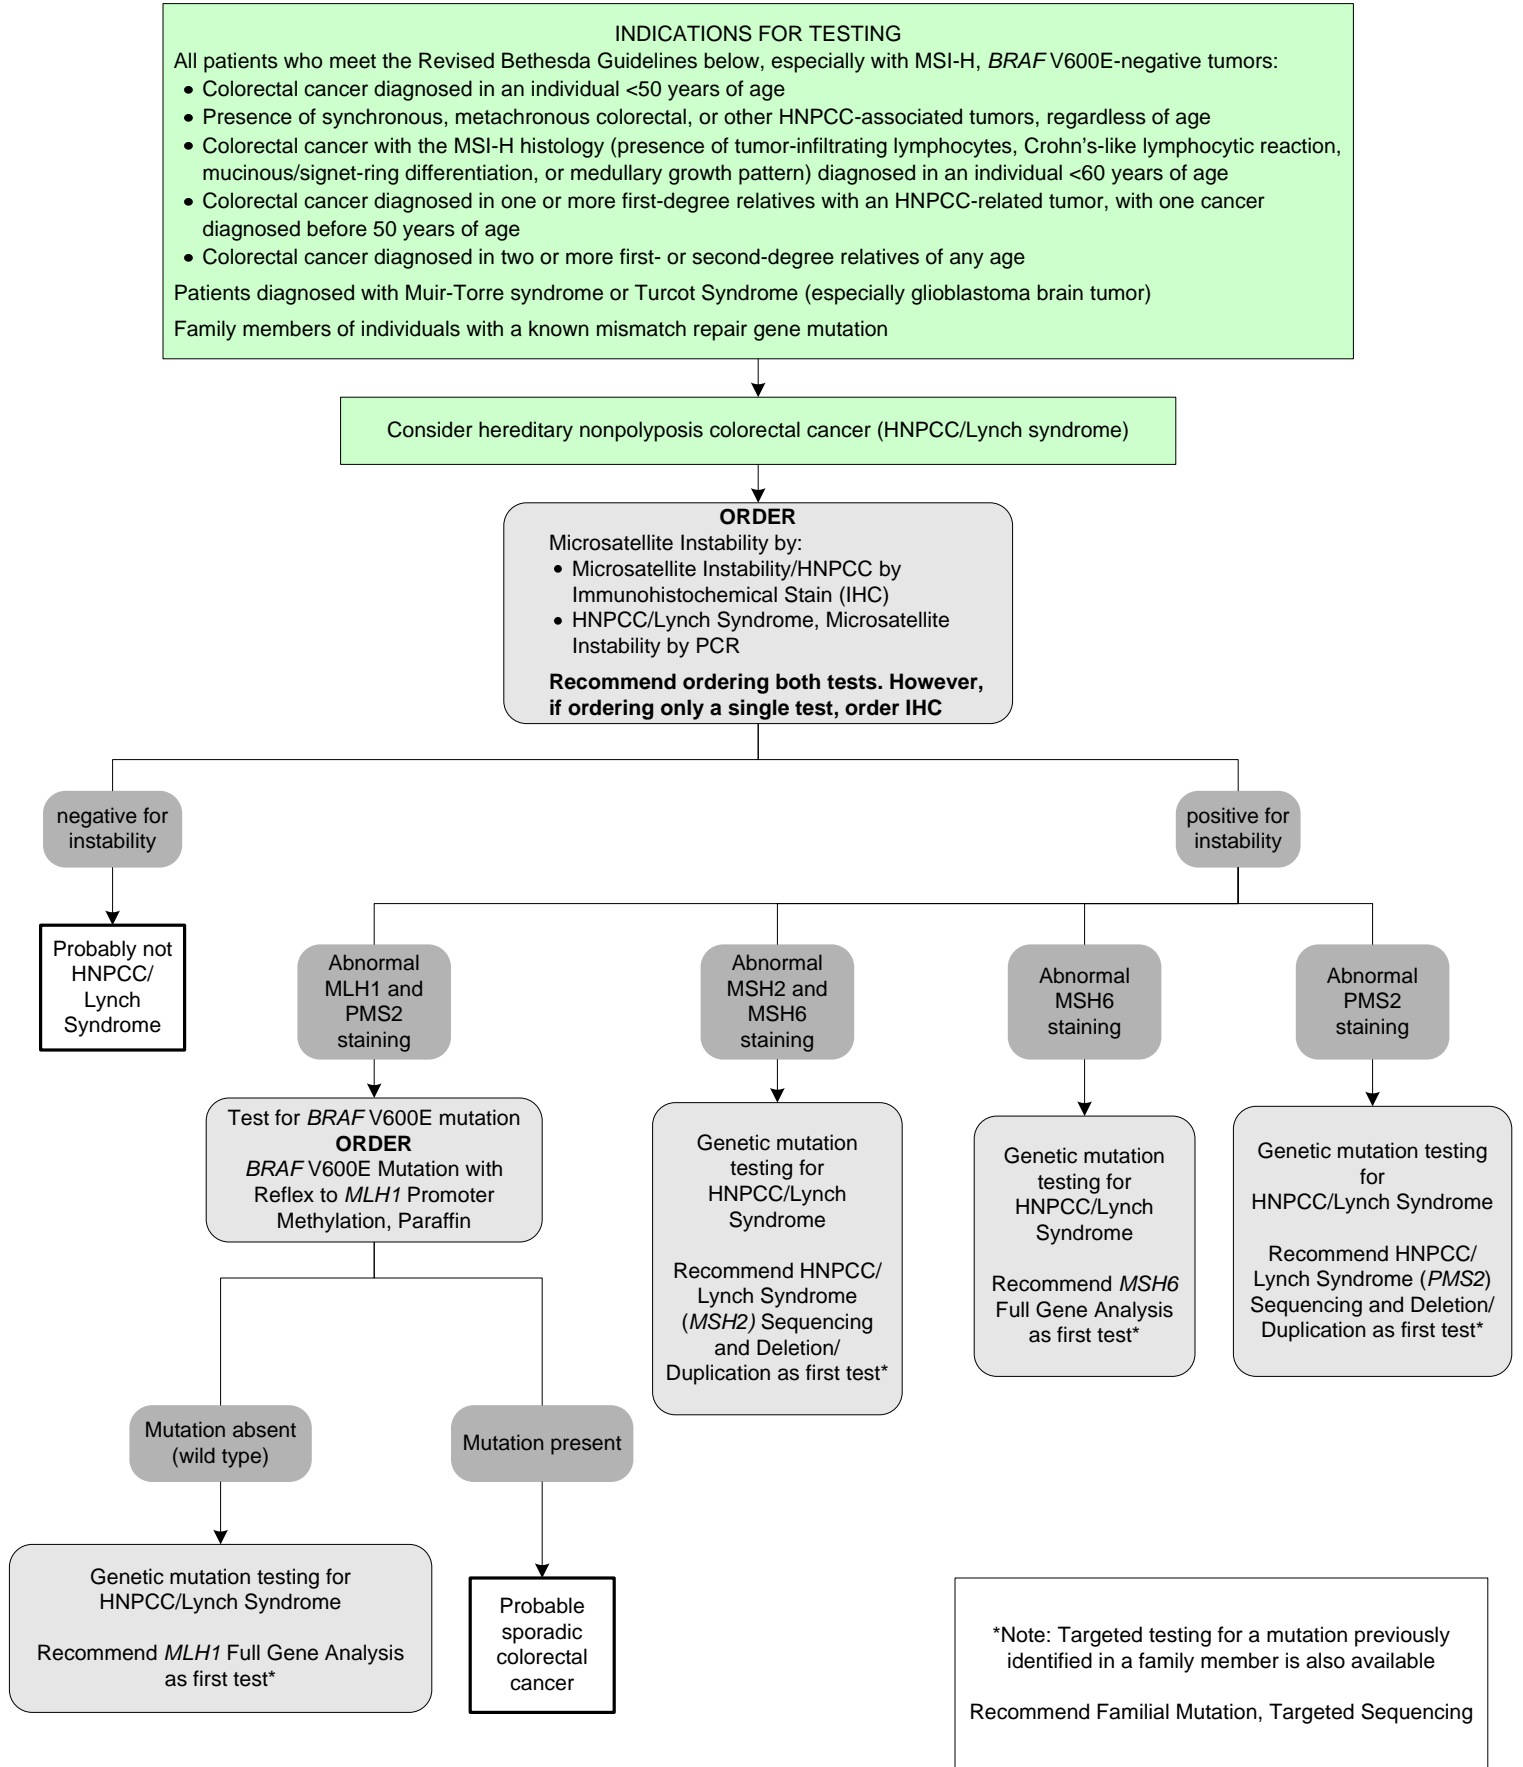 INDICATIONS FOR TESTING
All patients who meet the Revised Bethesda Guidelines below, especially with MSI-H, BRAF V600E-negative tumors:
• Colorectal cancer diagnosed in an individual <50 years of age
• Presence of synchronous, metachronous colorectal, or other HNPCC-associated tumors, regardless of age
• Colorectal cancer with the MSI-H histology (presence of tumor-infiltrating lymphocytes, Crohn's-like lymphocytic reaction,
mucinous/signet-ring differentiation, or medullary growth pattern) diagnosed in an individual <60 years of age
• Colorectal cancer diagnosed in one or more first-degree relatives with an HNPCC-related tumor, with one cancer
diagnosed before 50 years of age
• Colorectal cancer diagnosed in two or more first- or second-degree relatives of any age
Patients diagnosed with Muir-Torre syndrome or Turcot Syndrome (especially glioblastoma brain tumor)
Family members of individuals with a known mismatch repair gene mutation
Consider hereditary nonpolyposis colorectal cancer (HNPCC/Lynch syndrome)
ORDER
Microsatellite Instability by:
• Microsatellite Instability/HNPCC by
Immunohistochemical Stain (IHC)
• HNPCC/Lynch Syndrome, Microsatellite
Instability by PCR
Recommend ordering both tests. However,
if ordering only a single test, order IHC
negative for
instability
positive for
instability
Probably not
HNPCC/
Lynch
Syndrome
Abnormal
MLH1 and
PMS2
staining
Abnormal
MSH2 and
MSH6
staining
Abnormal
MSH6
staining
Abnormal
PMS2
staining
Test for BRAF V600E mutation
ORDER
BRAF V600E Mutation with
Reflex to MLH1 Promoter
Methylation, Paraffin
Genetic mutation
testing for
HNPCC/Lynch
Syndrome
Recommend HNPCC/
Lynch Syndrome
(MSH2) Sequencing
and Deletion/
Duplication as first test*
Genetic mutation
testing for
HNPCC/Lynch
Syndrome
Recommend MSH6
Full Gene Analysis
as first test*
Genetic mutation testing
for
HNPCC/Lynch Syndrome
Recommend HNPCC/
Lynch Syndrome (PMS2)
Sequencing and Deletion/
Duplication as first test*
Mutation absent
(wild type)
Mutation present
Genetic mutation testing for
HNPCC/Lynch Syndrome
Recommend MLH1 Full Gene Analysis
as first test*
Probable
sporadic
colorectal
cancer
*Note: Targeted testing for a mutation previously
identified in a family member is also available
Recommend Familial Mutation, Targeted Sequencing